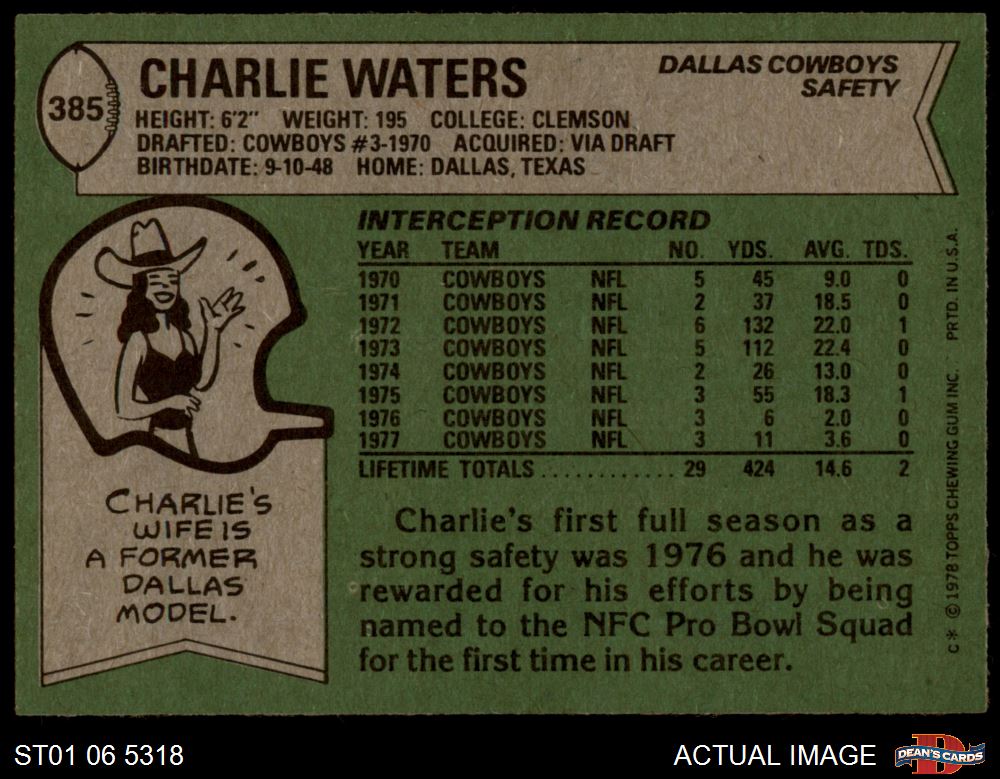 385
CHARLIE WATERS
DALLAS COWBOYS
SAFETY
HEIGHT: 6'2" WEIGHT: 195 COLLEGE: CLEMSON
DRAFTED: COWBOYS #3-1970 ACQUIRED: VIA DRAFT
BIRTHDATE: 9-10-48 HOME: DALLAS, TEXAS
INTERCEPTION RECORD
YEAR TEAM NO. YDS. AVG. TDS.
1970 COWBOYS NFL 5 45 9.0 0
1971 COWBOYS NFL 2 37 18.5 0
1972 COWBOYS NFL 6 132 22.0 1
1973 COWBOYS NFL 5 112 22.4 0
1974 COWBOYS NFL 2 26 13.0 0
1975 COWBOYS NFL 3 55 18.3 1
1976 COWBOYS NFL 3 6 2.0 0
1977 COWBOYS NFL 3 11 3.6 0
LIFETIME TOTALS ............ 29 424 14.6 2
CHARLIE'S
WIFE IS
A FORMER
DALLAS
MODEL.
Charlie's first full season as a
strong safety was 1976 and he was
rewarded for his efforts by being
named to the NFC Pro Bowl Squad
for the first time in his career.
C* © 1978 TOPPS CHEWING GUM INC. PRTD. IN U.S.A.
ST01 06 5318
ACTUAL IMAGE
D
DEAN'S CARDS